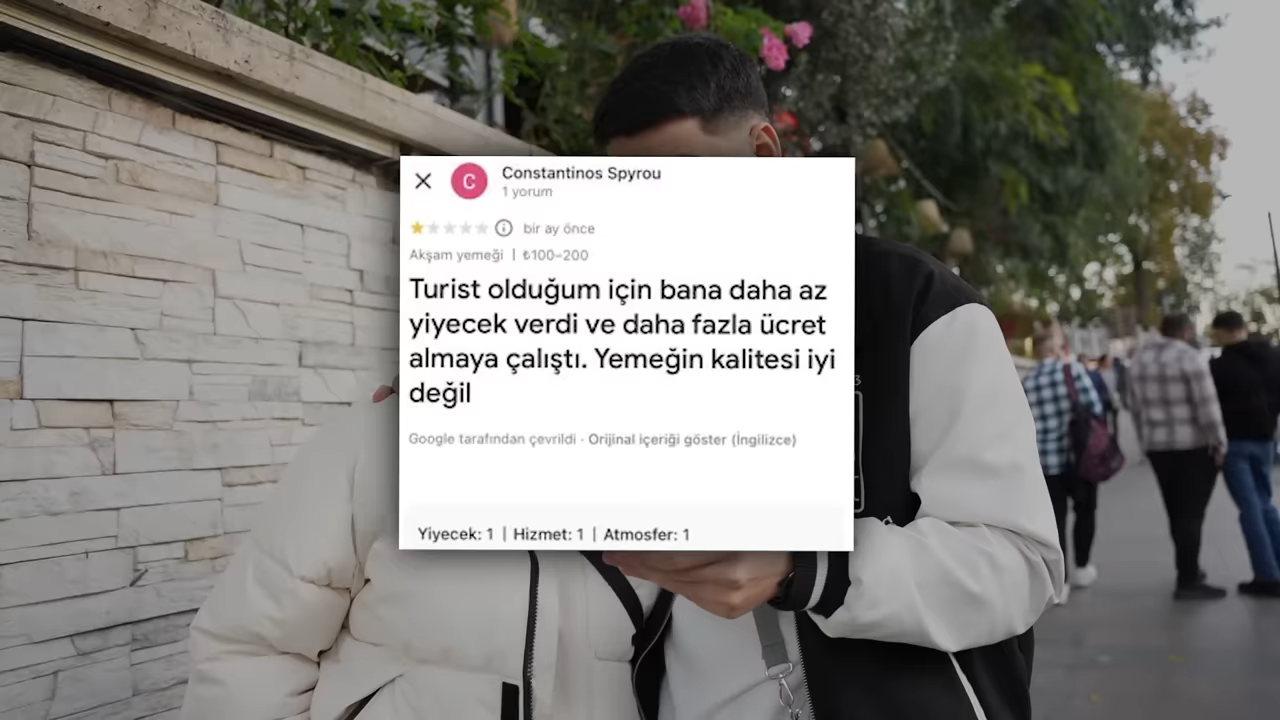 Constantinos Spyrou
1 yorum
bir ay önce
Akşam yemeği | ₺100–200
Turist olduğum için bana daha az
yiyecek verdi ve daha fazla ücret
almaya çalıştı. Yemeğin kalitesi iyi
değil
Google tarafından çevrildi · Orijinal içeriği göster (İngilizce)
Yiyecek: 1 | Hizmet: 1 | Atmosfer: 1